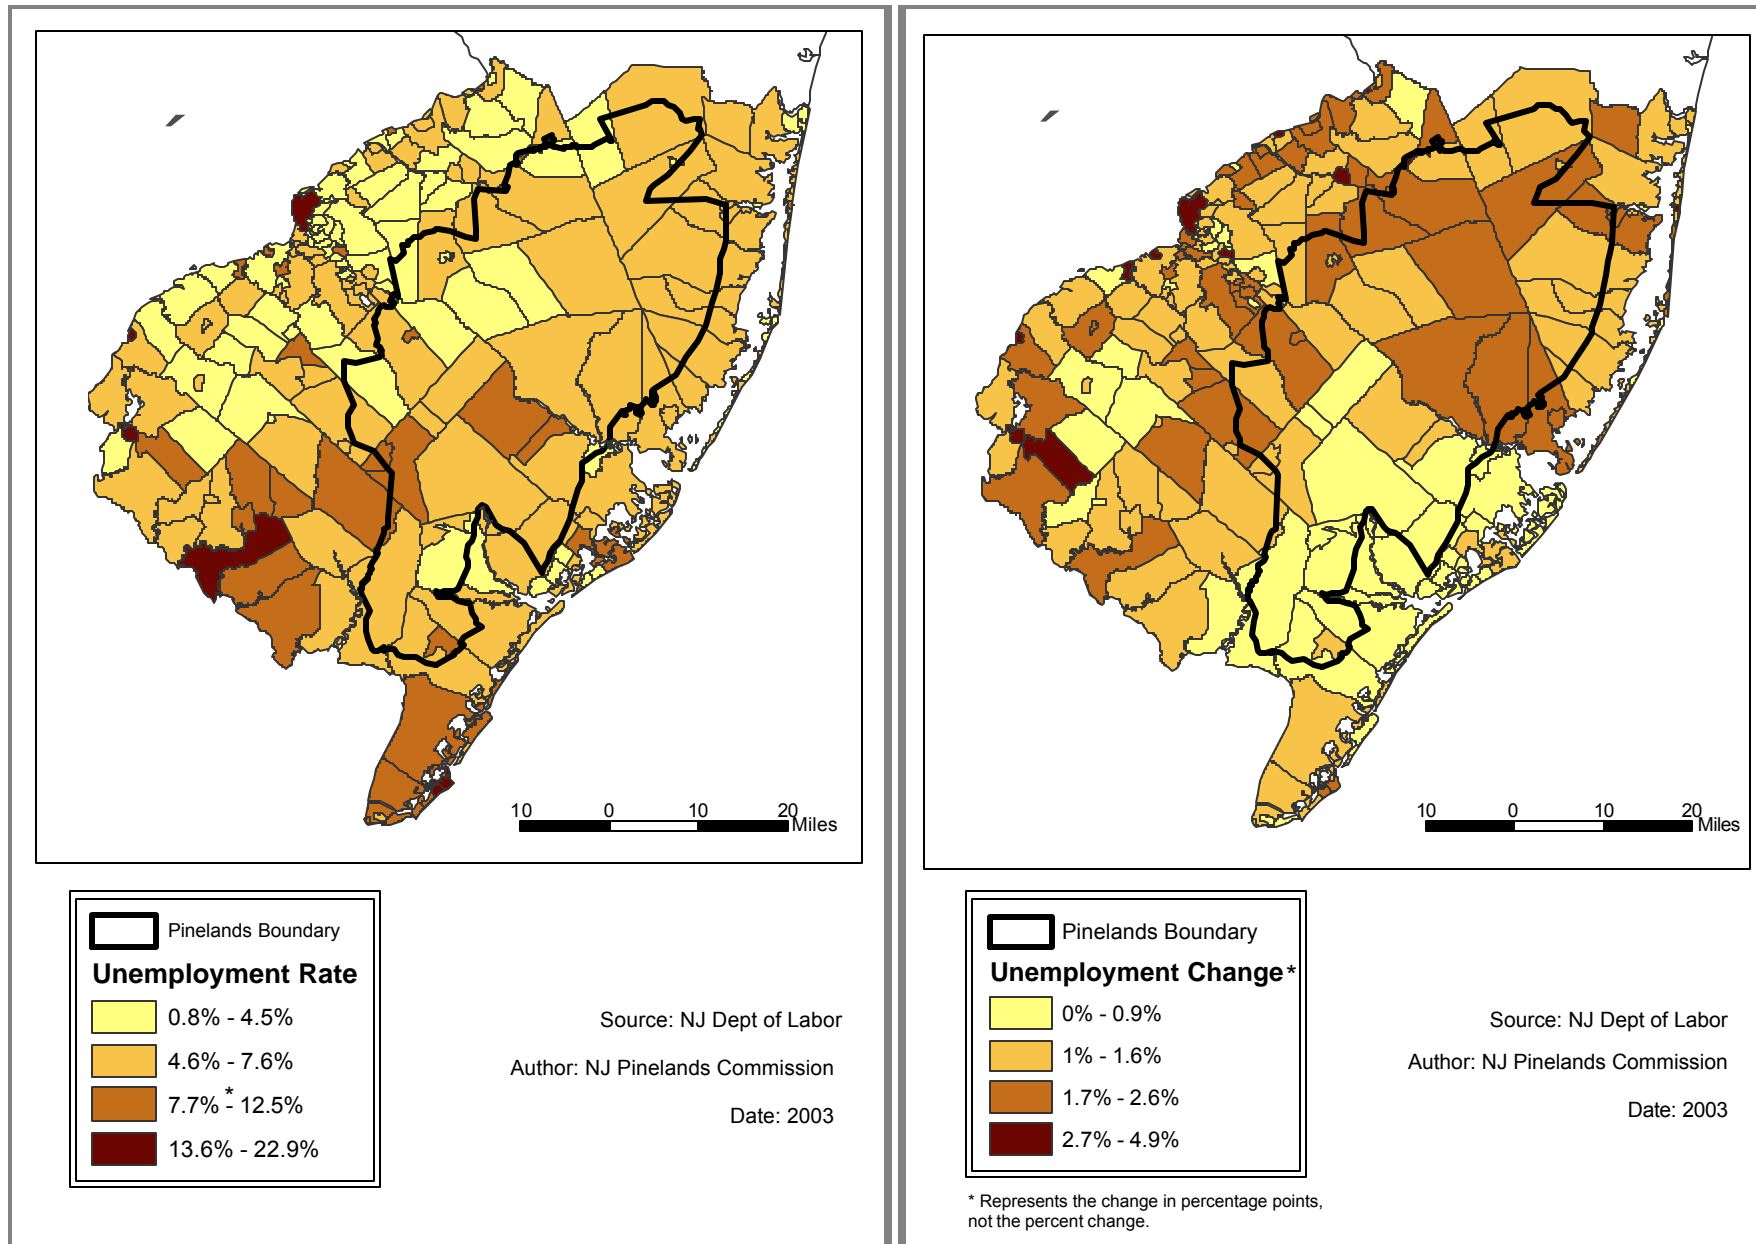 10 0 10 20
Miles
Pinelands Boundary
Unemployment Rate
0.8% - 4.5%
4.6% - 7.6%
7.7% - 12.5%
*
13.6% - 22.9%
Source: NJ Dept of Labor
Author: NJ Pinelands Commission
Date: 2003
10 0 10 20
Miles
Pinelands Boundary
Unemployment Change*
0% - 0.9%
1% - 1.6%
1.7% - 2.6%
2.7% - 4.9%
Source: NJ Dept of Labor
Author: NJ Pinelands Commission
Date: 2003
* Represents the change in percentage points,
not the percent change.